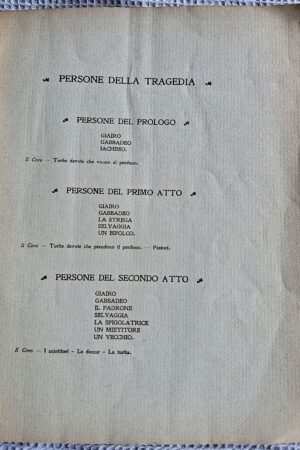 PERSONE DELLA TRAGEDIA
PERSONE DEL PROLOGO
GIAIRO
GABBADEO
IACHIMO.
Il Coro — Turbe devote che vanno al perdono.
PERSONE DEL PRIMO ATTO
GIAIRO
GABBADEO
LA STREGA
SELVAGGIA
UN BIFOLCO.
Il Coro — Turbe devote che prendono il perdono. — Pastori.
PERSONE DEL SECONDO ATTO
GIAIRO
GABBADEO
IL PADRONE
SELVAGGIA
LA SPIGOLATRICE
UN MIETITORE
UN VECCHIO.
Il Coro — I mietitori - Le donne - La turba.